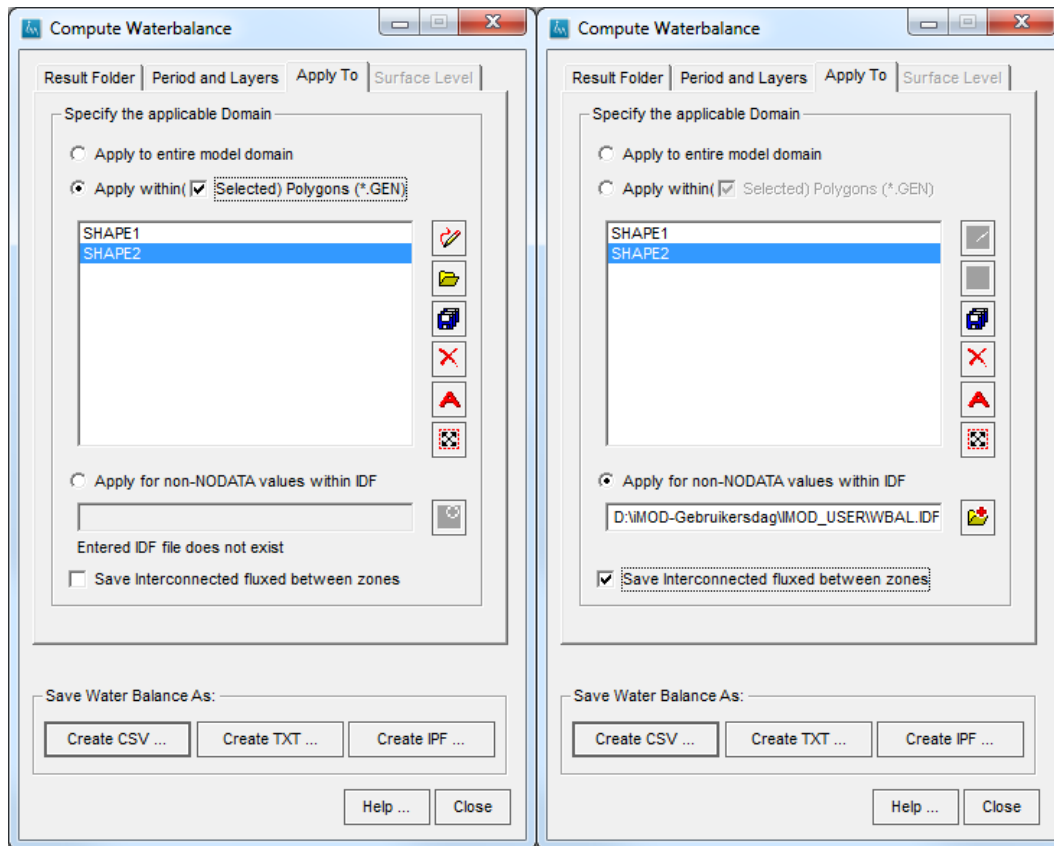 Compute Waterbalance
Result Folder Period and Layers Apply To Surface Level
Specify the applicable Domain
Apply to entire model domain
Apply within( Selected) Polygons (*.GEN)
SHAPE1
SHAPE2
Apply for non-NODATA values within IDF
Entered IDF file does not exist
Save Interconnected fluxed between zones
Save Water Balance As:
Create CSV ... Create TXT ... Create IPF ...
Help ... Close
Compute Waterbalance
Result Folder Period and Layers Apply To Surface Level
Specify the applicable Domain
Apply to entire model domain
Apply within( Selected) Polygons (*.GEN)
SHAPE1
SHAPE2
Apply for non-NODATA values within IDF
D:\iMOD-Gebruikersdag\IMOD_USER\WBAL.IDF
Save Interconnected fluxed between zones
Save Water Balance As:
Create CSV ... Create TXT ... Create IPF ...
Help ... Close